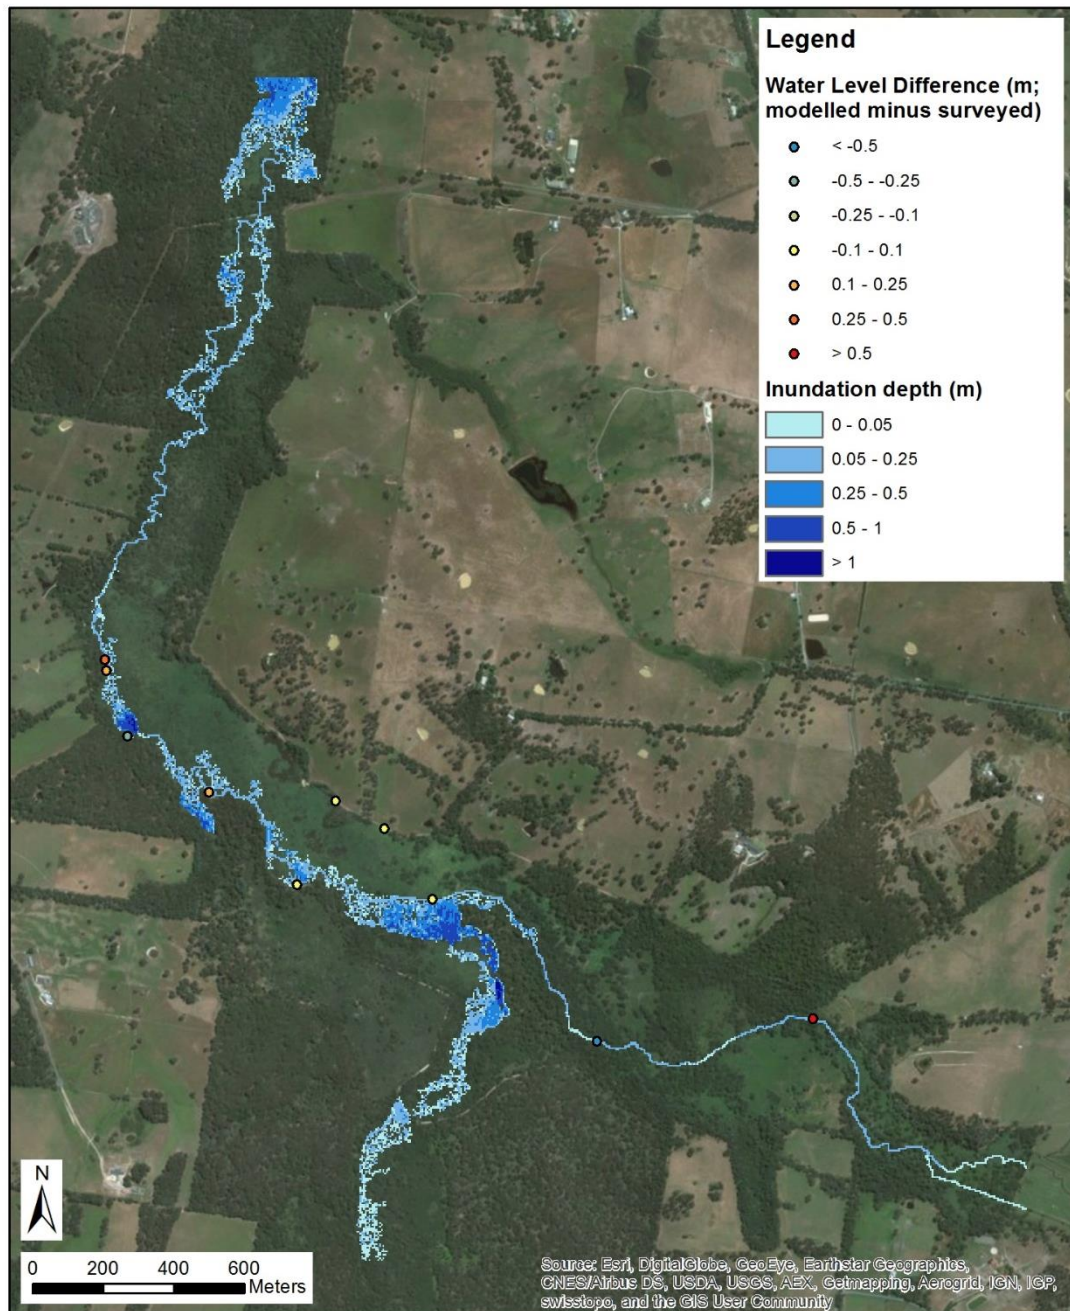 Legend
Water Level Difference (m;
modelled minus surveyed)
< -0.5
-0.5 - -0.25
-0.25 - -0.1
-0.1 - 0.1
0.1 - 0.25
0.25 - 0.5
> 0.5
Inundation depth (m)
0 - 0.05
0.05 - 0.25
0.25 - 0.5
0.5 - 1
> 1
N
0 200 400 600
Meters
Source: Esri, DigitalGlobe, GeoEye, Earthstar Geographics,
CNES/Airbus DS, USDA, USGS, AEX, Getmapping, Aerogrid, IGN, IGP,
swisstopo, and the GIS User Community